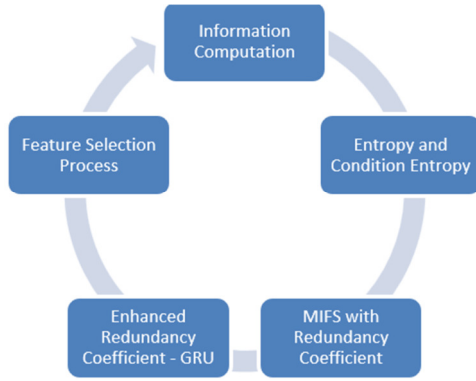 Information
Computation
Entropy and
Condition Entropy
MIFS with
Redundancy
Coefficient
Enhanced
Redundancy
Coefficient - GRU
Feature Selection
Process